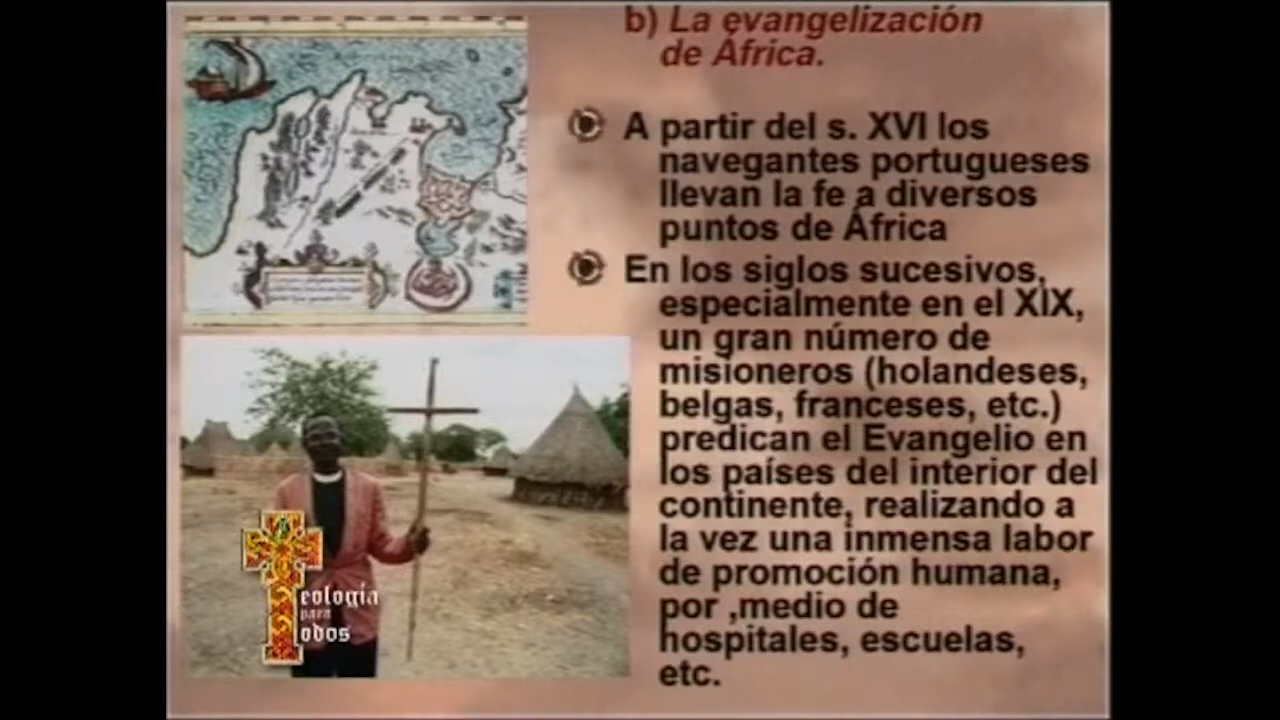 b) La evangelización
de África.
A partir del s. XVI los
navegantes portugueses
llevan la fe a diversos
puntos de África
En los siglos sucesivos,
especialmente en el XIX,
un gran número de
misioneros (holandeses,
belgas, franceses, etc.)
predican el Evangelio en
los países del interior del
continente, realizando a
la vez una inmensa labor
de promoción humana,
por ,medio de
hospitales, escuelas,
etc.
Teología
para
Todos